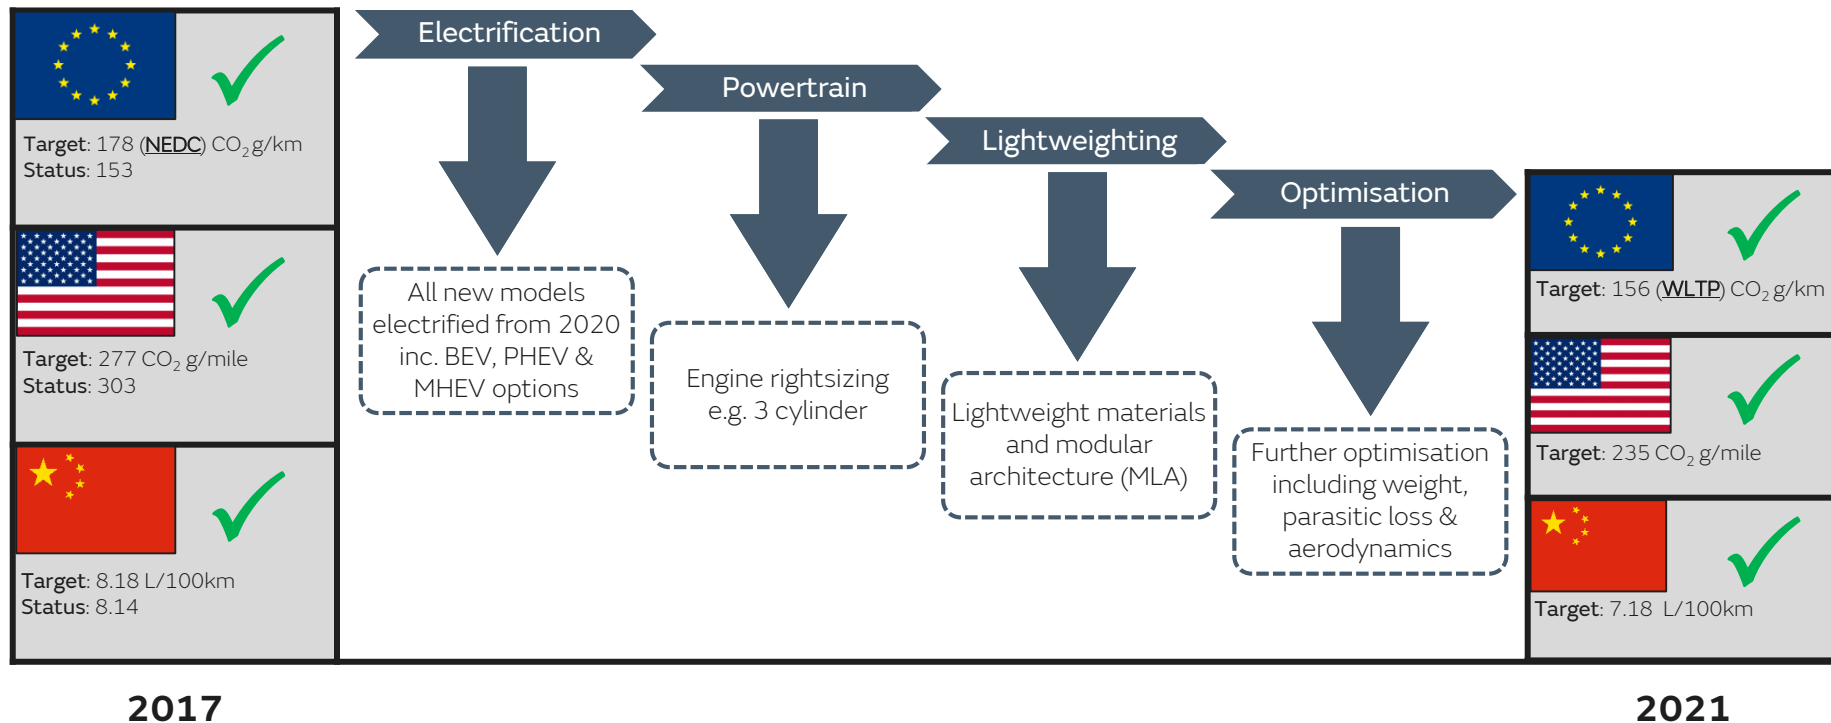 Target: 178 (NEDC) CO₂ g/km
Status: 153
Target: 277 CO₂ g/mile
Status: 303
Target: 8.18 L/100km
Status: 8.14
2017
Electrification
All new models
electrified from 2020
inc. BEV, PHEV &
MHEV options
Powertrain
Engine rightsizing
e.g. 3 cylinder
Lightweighting
Lightweight materials
and modular
architecture (MLA)
Optimisation
Further optimisation
including weight,
parasitic loss &
aerodynamics
Target: 156 (WLTP) CO₂ g/km
Target: 235 CO₂ g/mile
Target: 7.18 L/100km
2021